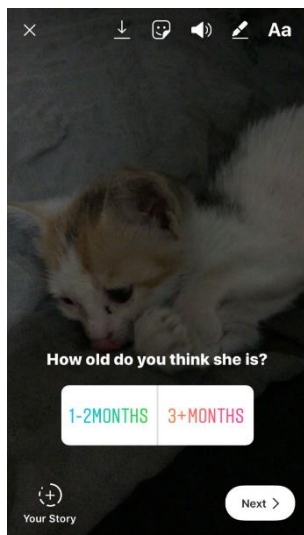 Aa
How old do you think she is?
1-2MONTHS 3+MONTHS
Your Story
Next >